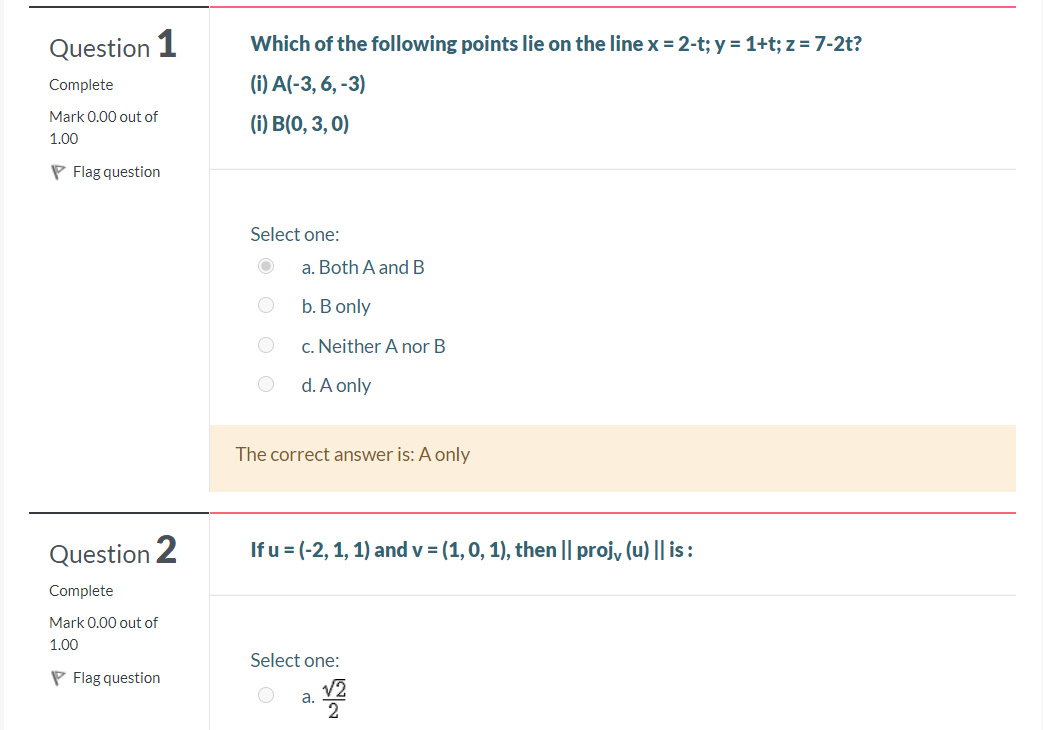 Question 1
Complete
Mark 0.00 out of
1.00
Flag question
Which of the following points lie on the line x = 2-t; y = 1+t; z = 7-2t?
(i) A(-3, 6, -3)
(i) B(0, 3, 0)
Select one:
a. Both A and B
b. B only
c. Neither A nor B
d. A only
The correct answer is: A only
Question 2
Complete
Mark 0.00 out of
1.00
Flag question
If u = (-2, 1, 1) and v = (1, 0, 1), then || projᵥ (u) || is :
Select one:
a. √2/2